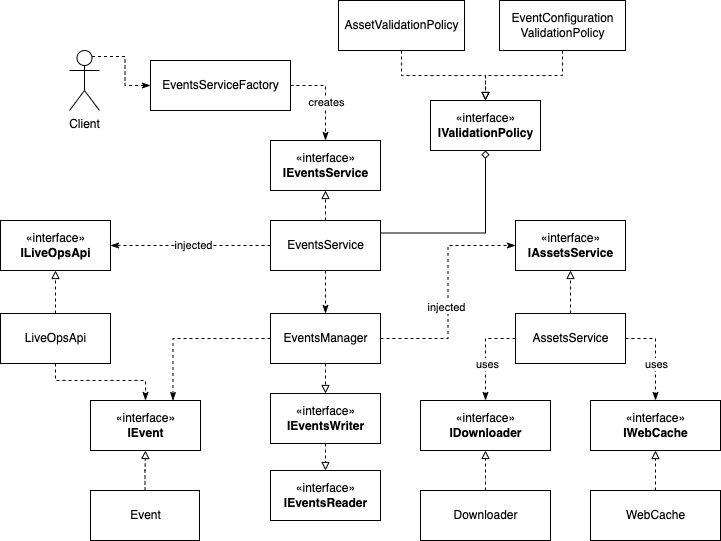 AssetValidationPolicy
EventConfiguration
ValidationPolicy
Client
EventsServiceFactory
creates
«interface»
IValidationPolicy
«interface»
IEventsService
«interface»
ILiveOpsApi
injected
EventsService
«interface»
IAssetsService
injected
LiveOpsApi
EventsManager
AssetsService
uses
uses
«interface»
IEvent
«interface»
IEventsWriter
«interface»
IDownloader
«interface»
IWebCache
«interface»
IEventsReader
Event
Downloader
WebCache